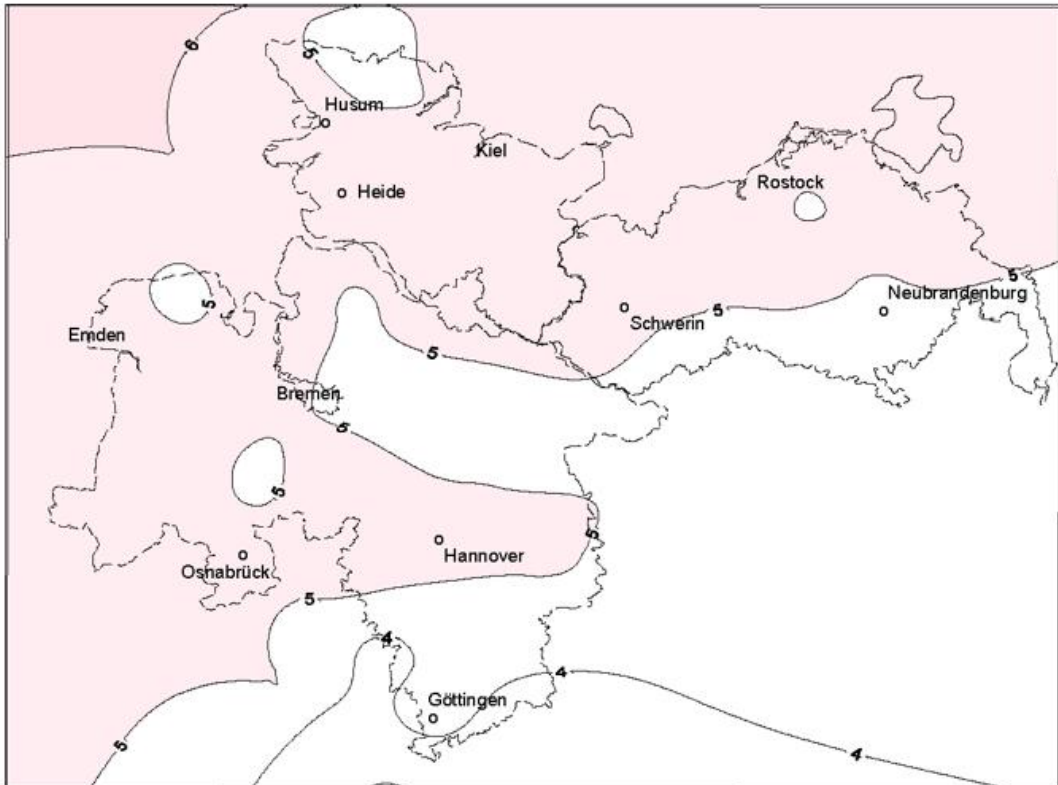 6
5
Husum
Kiel
Heide
Rostock
5
5
Neubrandenburg
5
Schwerin
Emden
5
Bremen
5
5
5
Hannover
Osnabrück
5
4
4
Göttingen
5
4